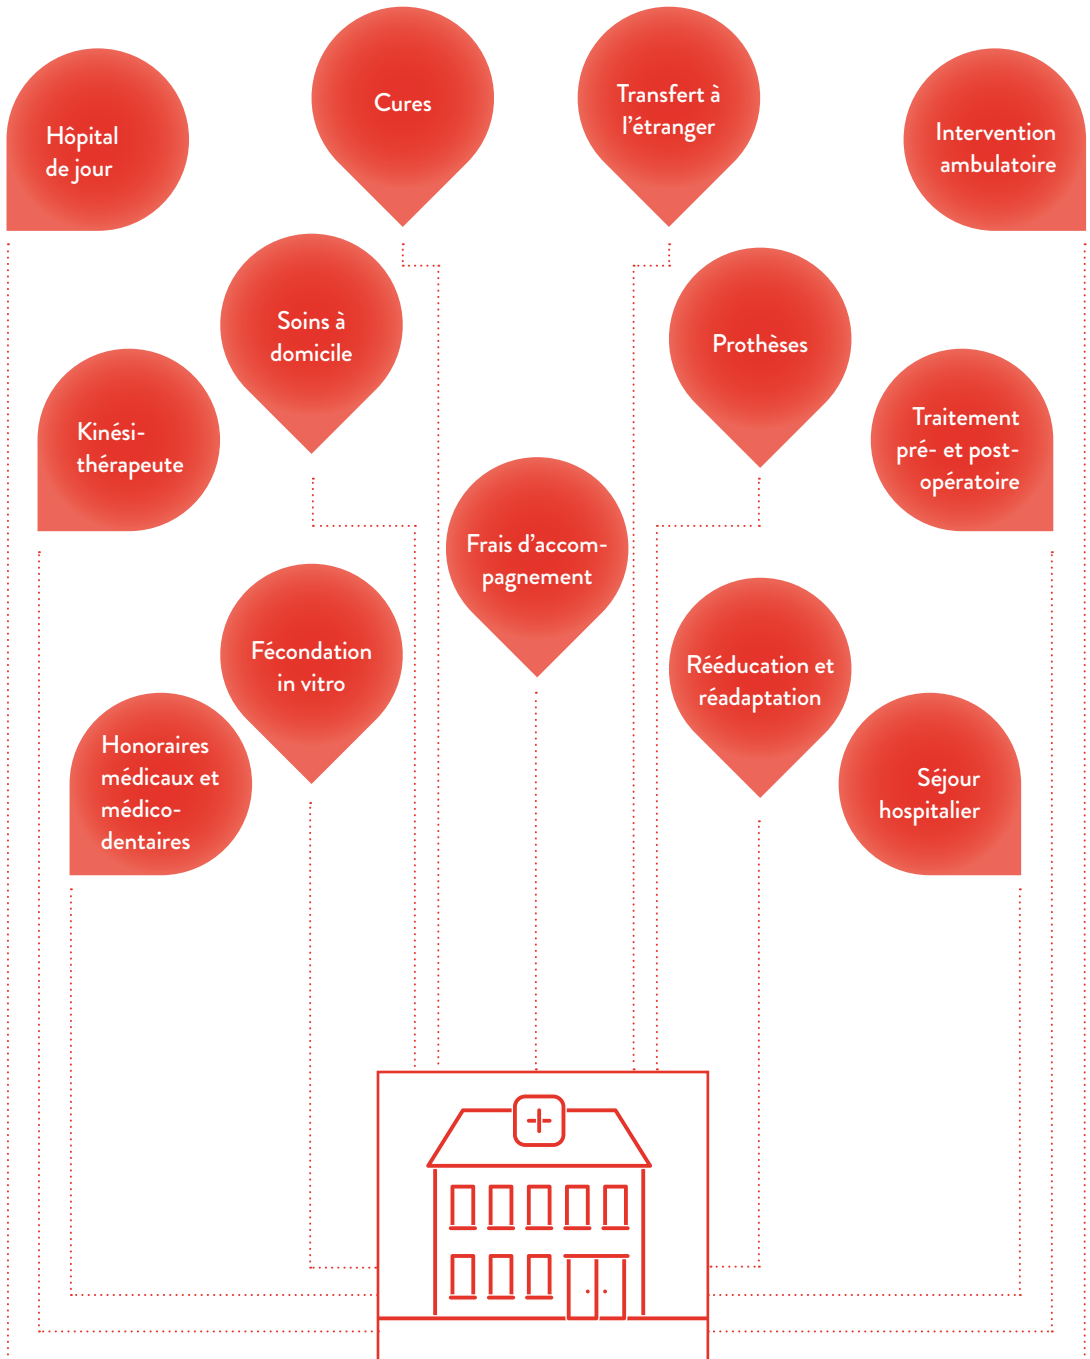 Hôpital
de jour
Cures
Transfert à
l'étranger
Intervention
ambulatoire
Soins à
domicile
Prothèses
Kinési-
thérapeute
Traitement
pré- et post-
opératoire
Frais d'accom-
pagnement
Fécondation
in vitro
Rééducation et
réadaptation
Honoraires
médicaux et
médico-
dentaires
Séjour
hospitalier